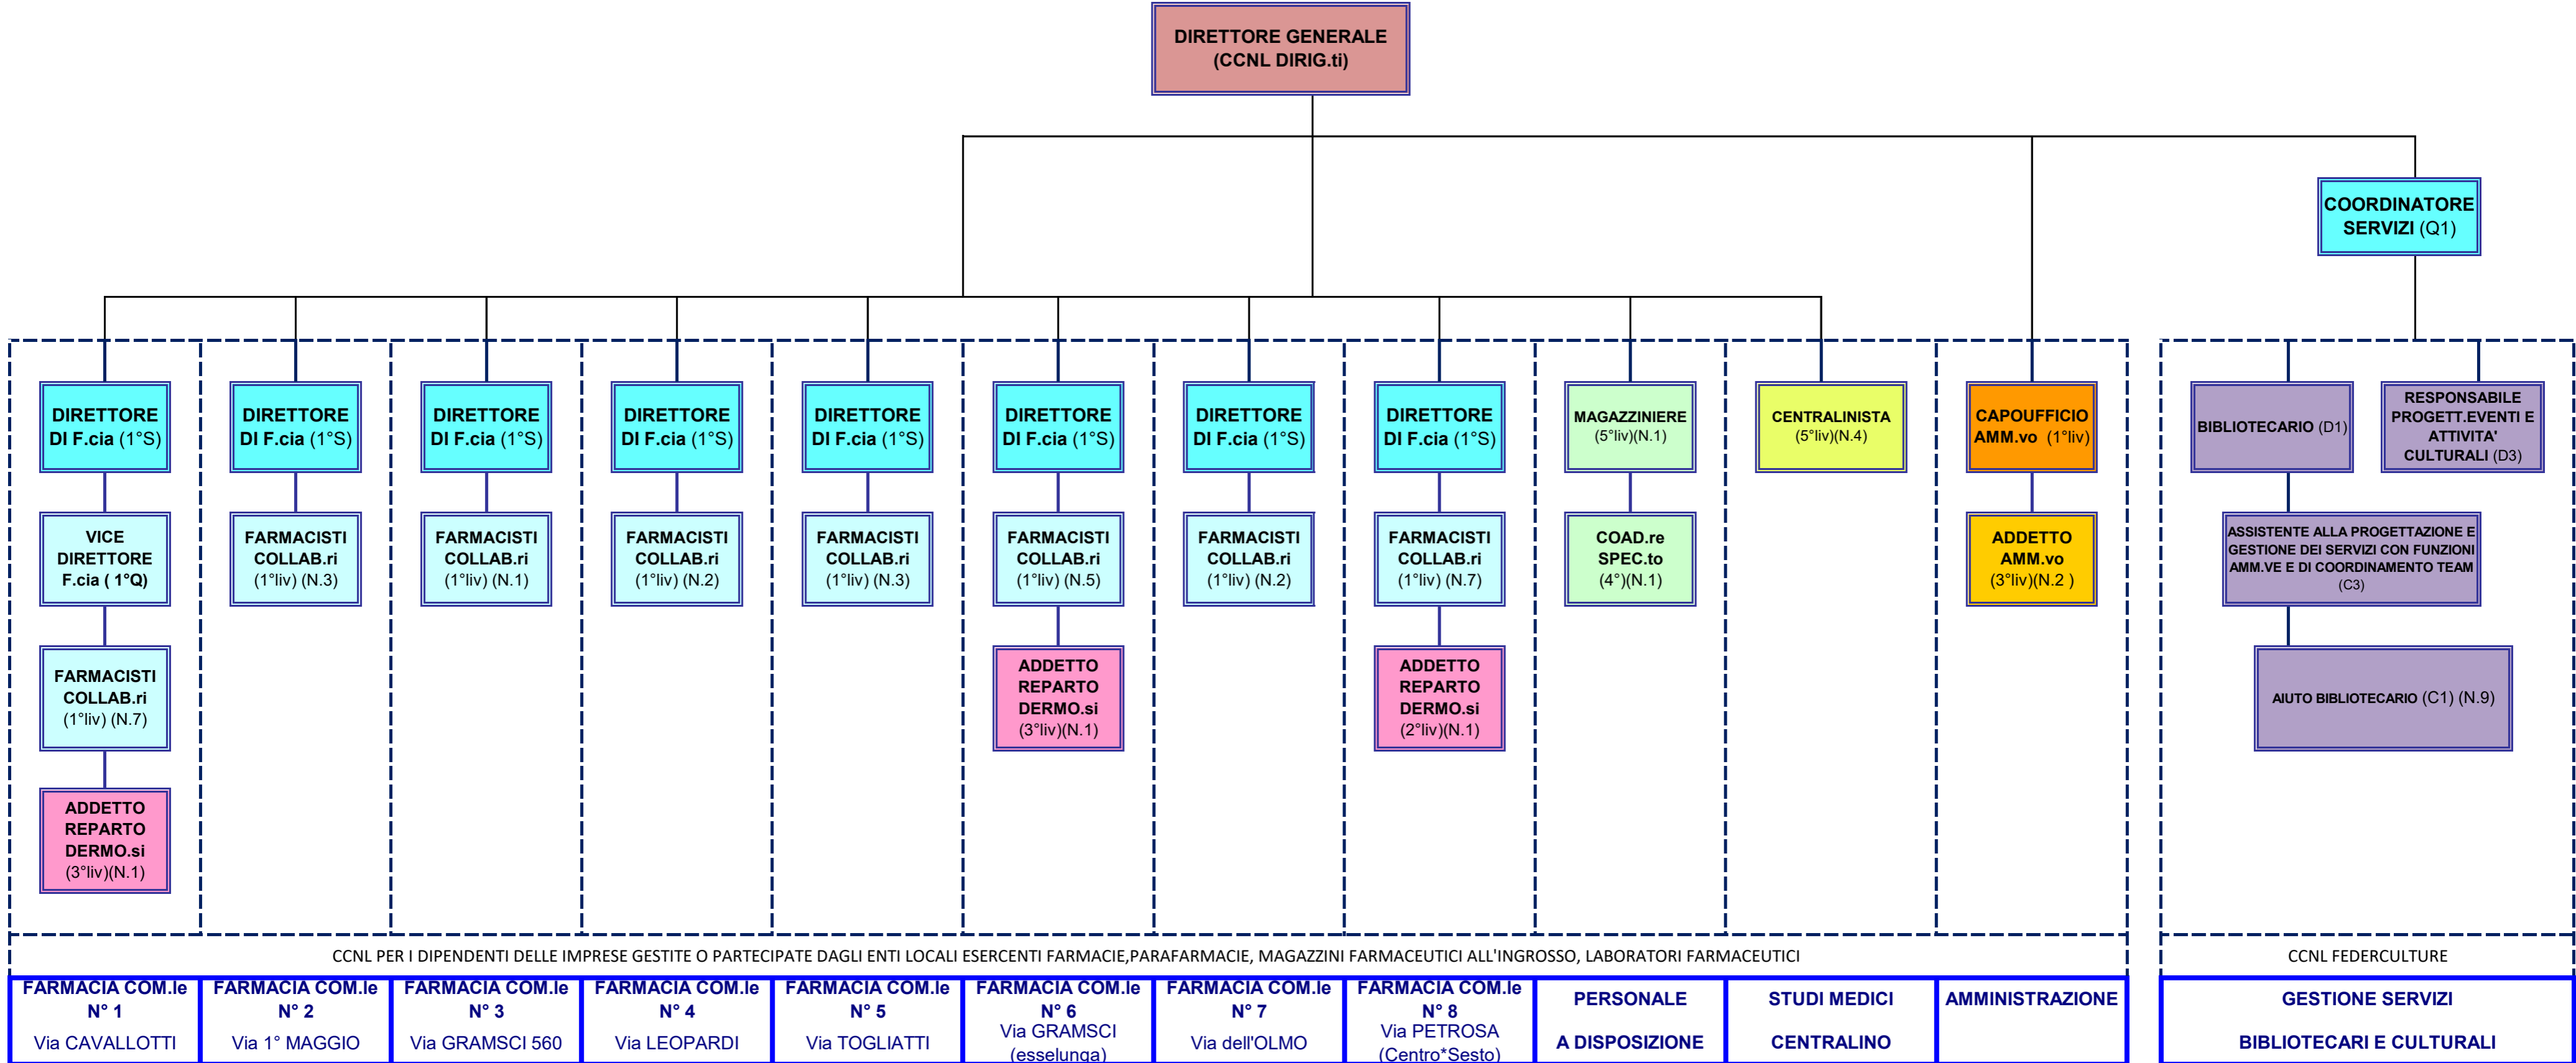 DIRETTORE GENERALE
(CCNL DIRIG.ti)
COORDINATORE
SERVIZI (Q1)
DIRETTORE
DI F.cia (1°S)
DIRETTORE
DI F.cia (1°S)
DIRETTORE
DI F.cia (1°S)
DIRETTORE
DI F.cia (1°S)
DIRETTORE
DI F.cia (1°S)
DIRETTORE
DI F.cia (1°S)
DIRETTORE
DI F.cia (1°S)
DIRETTORE
DI F.cia (1°S)
MAGAZZINIERE
(5°liv)(N.1)
CENTRALINISTA
(5°liv)(N.4)
CAPOUFFICIO
AMM.vo (1°liv)
BIBLIOTECARIO (D1)
RESPONSABILE
PROGETT.EVENTI E
ATTIVITA'
CULTURALI (D3)
VICE
DIRETTORE
F.cia ( 1°Q)
FARMACISTI
COLLAB.ri
(1°liv) (N.3)
FARMACISTI
COLLAB.ri
(1°liv) (N.1)
FARMACISTI
COLLAB.ri
(1°liv) (N.2)
FARMACISTI
COLLAB.ri
(1°liv) (N.3)
FARMACISTI
COLLAB.ri
(1°liv) (N.5)
FARMACISTI
COLLAB.ri
(1°liv) (N.2)
FARMACISTI
COLLAB.ri
(1°liv) (N.7)
COAD.re
SPEC.to
(4°)(N.1)
ADDETTO
AMM.vo
(3°liv)(N.2 )
ASSISTENTE ALLA PROGETTAZIONE E
GESTIONE DEI SERVIZI CON FUNZIONI
AMM.VE E DI COORDINAMENTO TEAM
(C3)
FARMACISTI
COLLAB.ri
(1°liv) (N.7)
ADDETTO
REPARTO
DERMO.si
(3°liv)(N.1)
ADDETTO
REPARTO
DERMO.si
(2°liv)(N.1)
AIUTO BIBLIOTECARIO (C1) (N.9)
ADDETTO
REPARTO
DERMO.si
(3°liv)(N.1)
CCNL PER I DIPENDENTI DELLE IMPRESE GESTITE O PARTECIPATE DAGLI ENTI LOCALI ESERCENTI FARMACIE,PARAFARMACIE, MAGAZZINI FARMACEUTICI ALL'INGROSSO, LABORATORI FARMACEUTICI
CCNL FEDERCULTURE
FARMACIA COM.le
N° 1
Via CAVALLOTTI
FARMACIA COM.le
N° 2
Via 1° MAGGIO
FARMACIA COM.le
N° 3
Via GRAMSCI 560
FARMACIA COM.le
N° 4
Via LEOPARDI
FARMACIA COM.le
N° 5
Via TOGLIATTI
FARMACIA COM.le
N° 6
Via GRAMSCI
(esselunga)
FARMACIA COM.le
N° 7
Via dell'OLMO
FARMACIA COM.le
N° 8
Via PETROSA
(Centro*Sesto)
PERSONALE
A DISPOSIZIONE
STUDI MEDICI
CENTRALINO
AMMINISTRAZIONE
GESTIONE SERVIZI
BIBLIOTECARI E CULTURALI